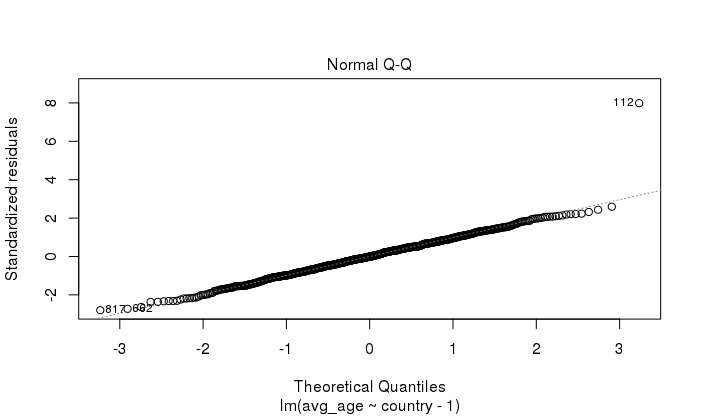 Normal Q-Q
Standardized residuals
8
6
4
2
0
-2
112
817
662
-3 -2 -1 0 1 2 3
Theoretical Quantiles
lm(avg_age ~ country - 1)